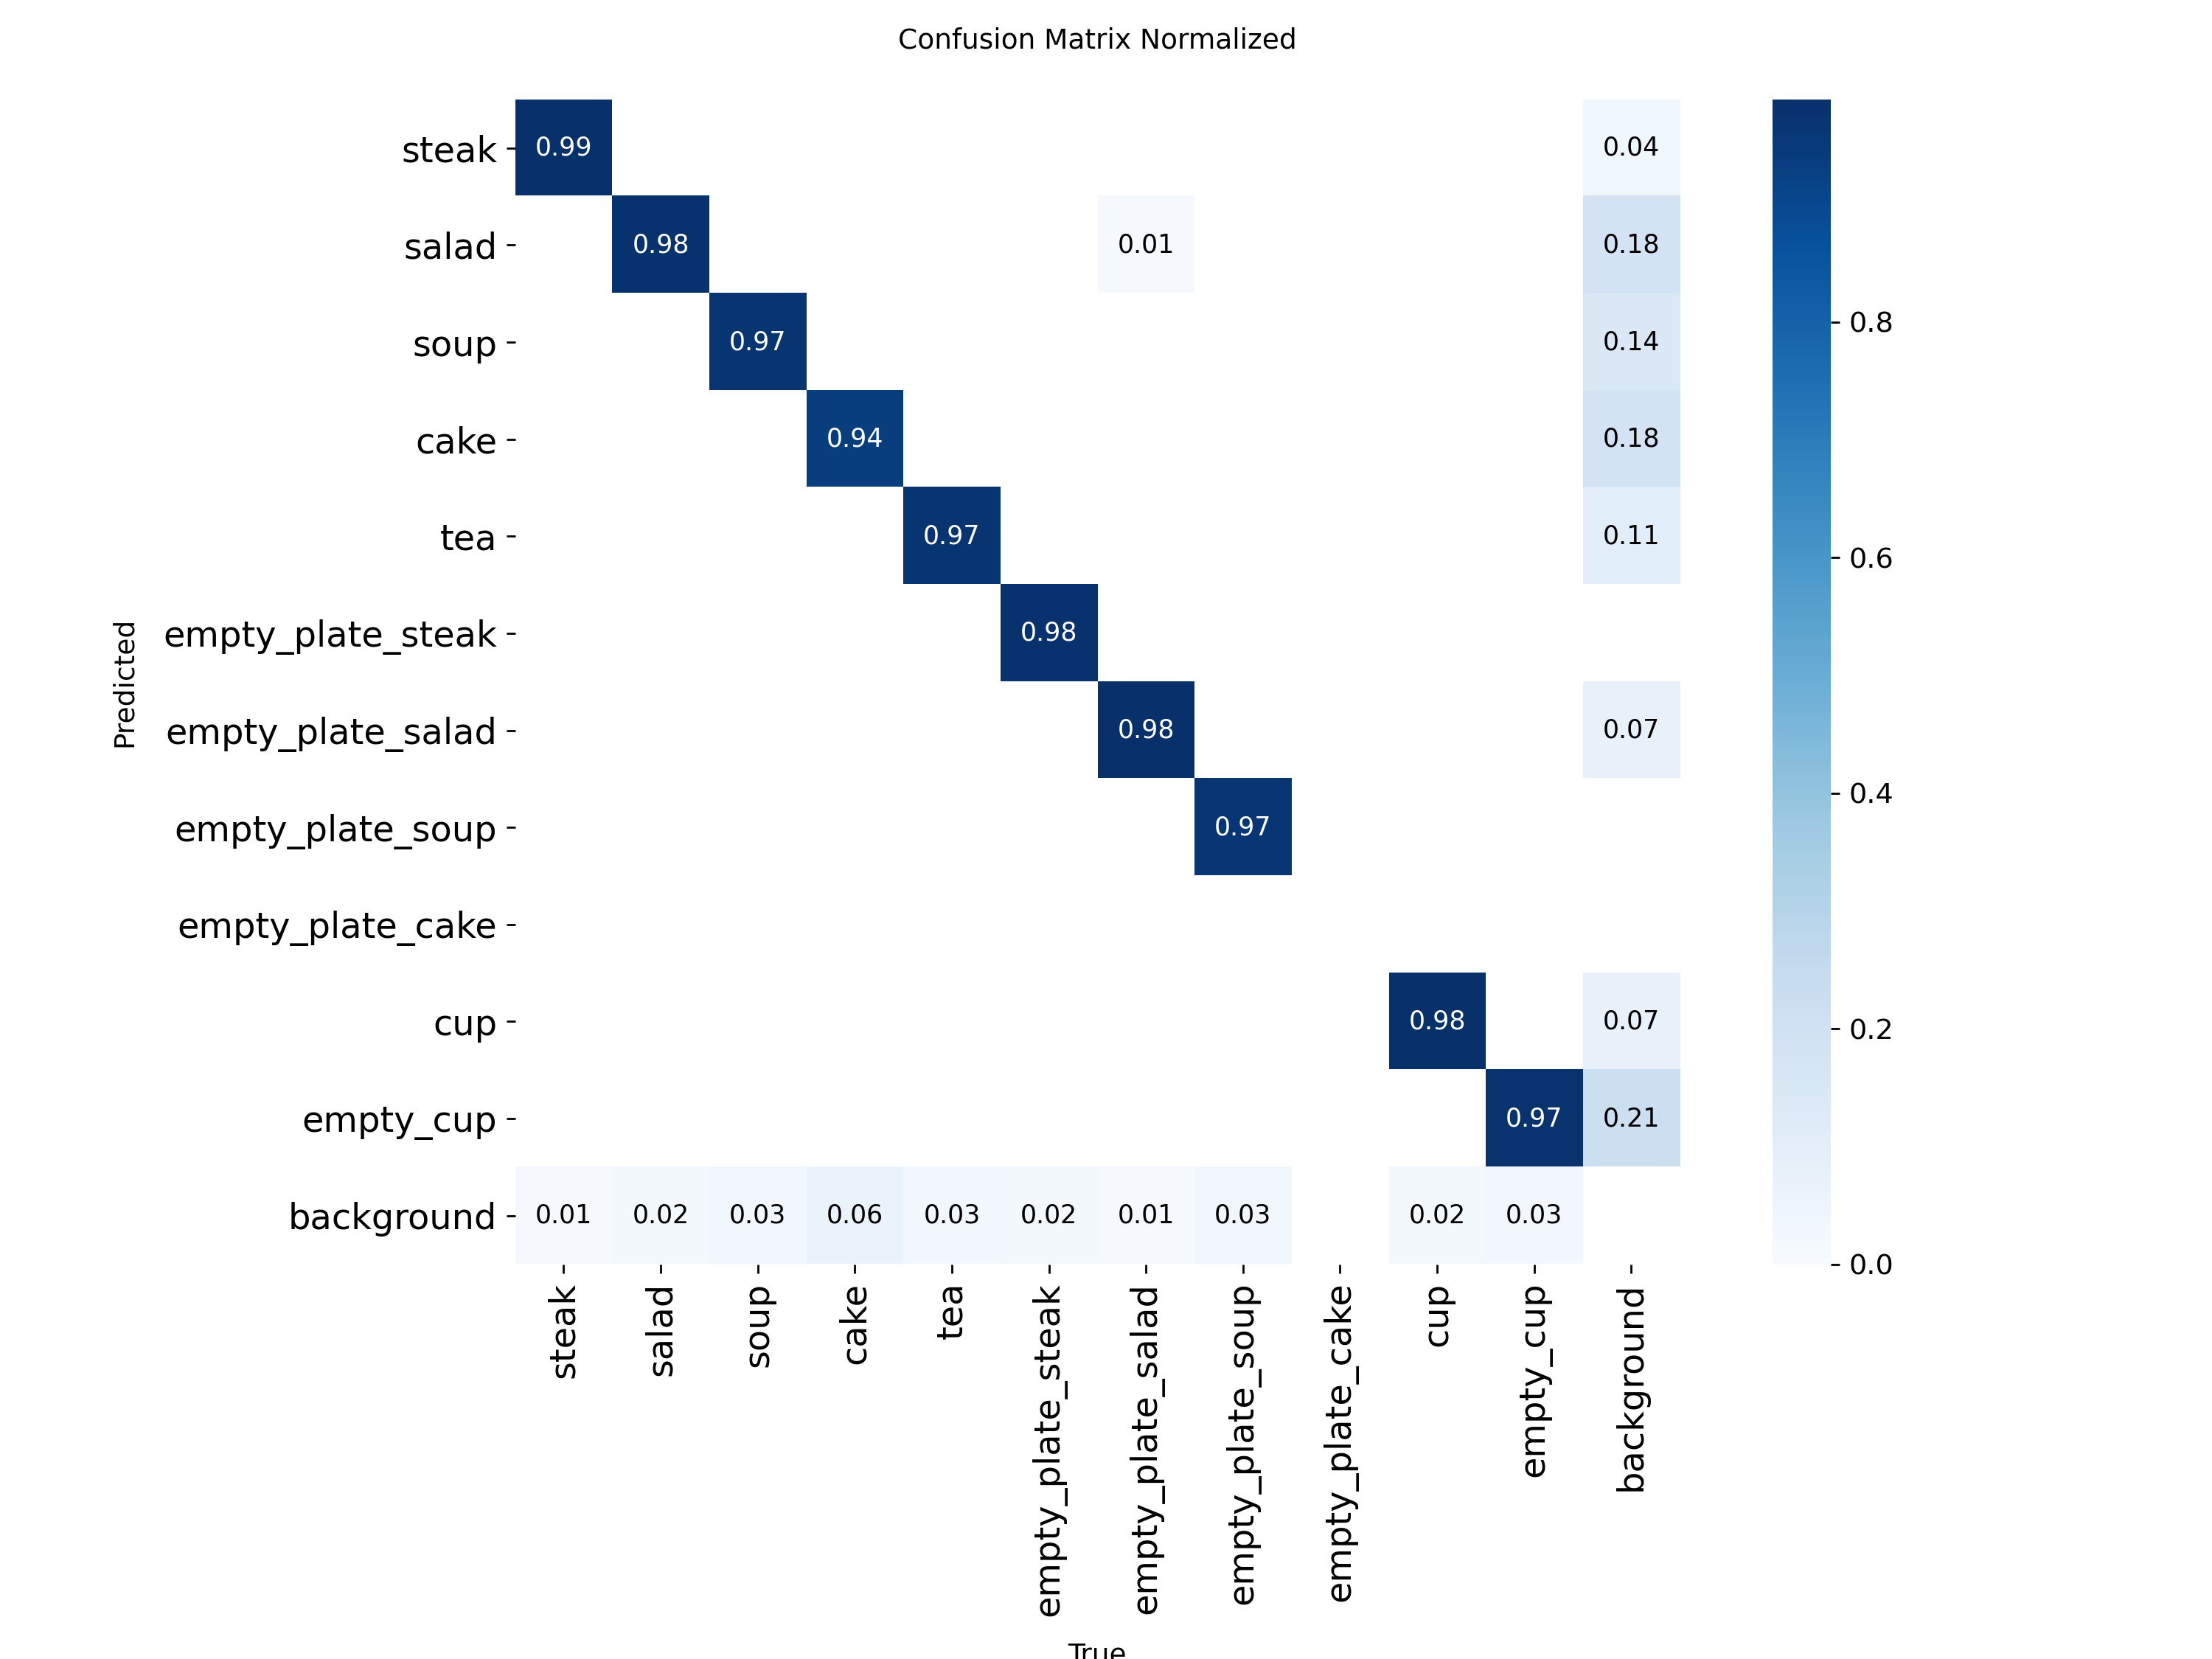 Confusion Matrix Normalized
steak 0.99 0.04
salad 0.98 0.01 0.18
soup 0.97 0.14
cake 0.94 0.18
tea 0.97 0.11
empty_plate_steak 0.98
empty_plate_salad 0.98 0.07
empty_plate_soup 0.97
empty_plate_cake
cup 0.98 0.07
empty_cup 0.97 0.21
background 0.01 0.02 0.03 0.06 0.03 0.02 0.01 0.03 0.02 0.03
Predicted
steak
salad
soup
cake
tea
empty_plate_steak
empty_plate_salad
empty_plate_soup
empty_plate_cake
cup
empty_cup
background
True
0.8
0.6
0.4
0.2
0.0